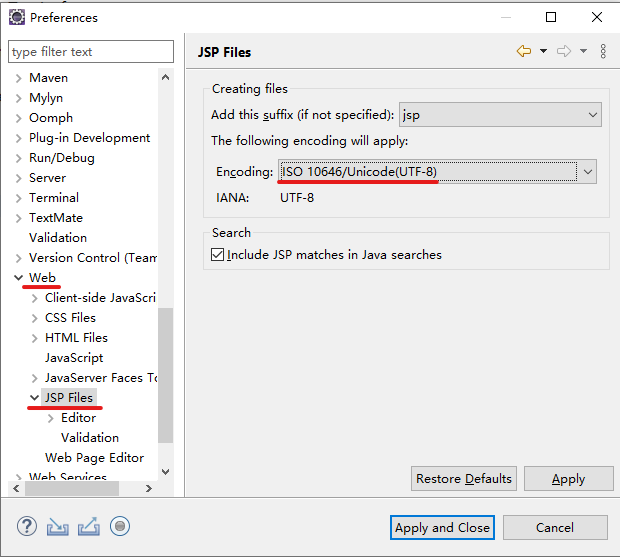 Preferences
type filter text
Maven
Mylyn
Oomph
Plug-in Development
Run/Debug
Server
Terminal
TextMate
Validation
Version Control (Team
Web
Client-side JavaScri
CSS Files
HTML Files
JavaScript
JavaServer Faces To
JSP Files
Editor
Validation
Web Page Editor
Web Services
JSP Files
Creating files
Add this suffix (if not specified): jsp
The following encoding will apply:
Encoding: ISO 10646/Unicode(UTF-8)
IANA: UTF-8
Search
Include JSP matches in Java searches
Restore Defaults Apply
Apply and Close Cancel